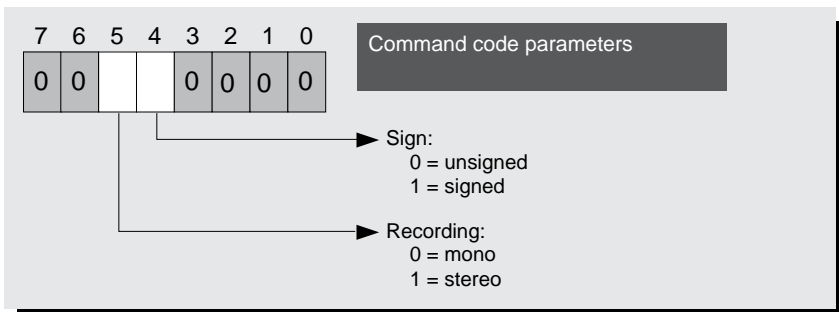 7 6 5 4 3 2 1 0
Command code parameters
0 0 0 0 0 0
Sign:
0 = unsigned
1 = signed
Recording:
0 = mono
1 = stereo